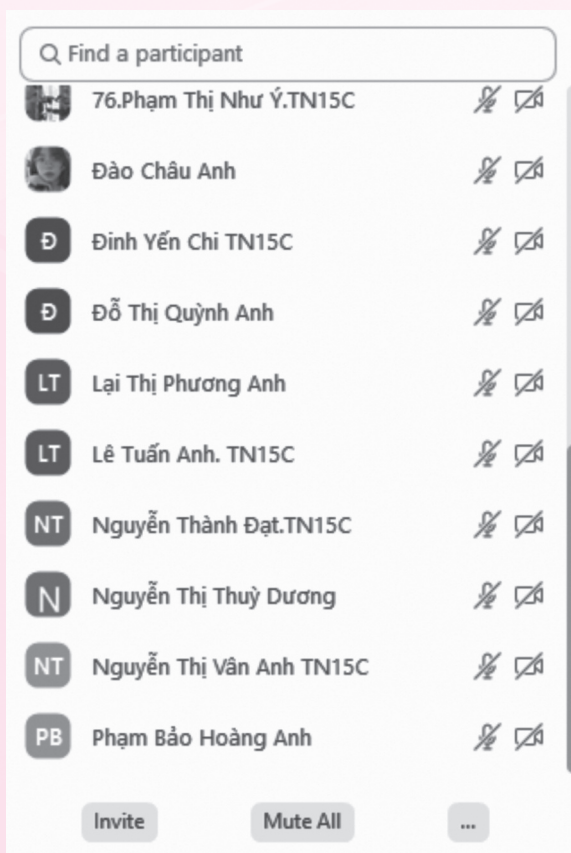 Find a participant
76.Phạm Thị Như Ý.TN15C
Đào Châu Anh
Đ Đinh Yến Chi TN15C
Đ Đỗ Thị Quỳnh Anh
LT Lại Thị Phương Anh
LT Lê Tuấn Anh. TN15C
NT Nguyễn Thành Đạt.TN15C
N Nguyễn Thị Thuỳ Dương
NT Nguyễn Thị Vân Anh TN15C
PB Phạm Bảo Hoàng Anh
Invite Mute All ...